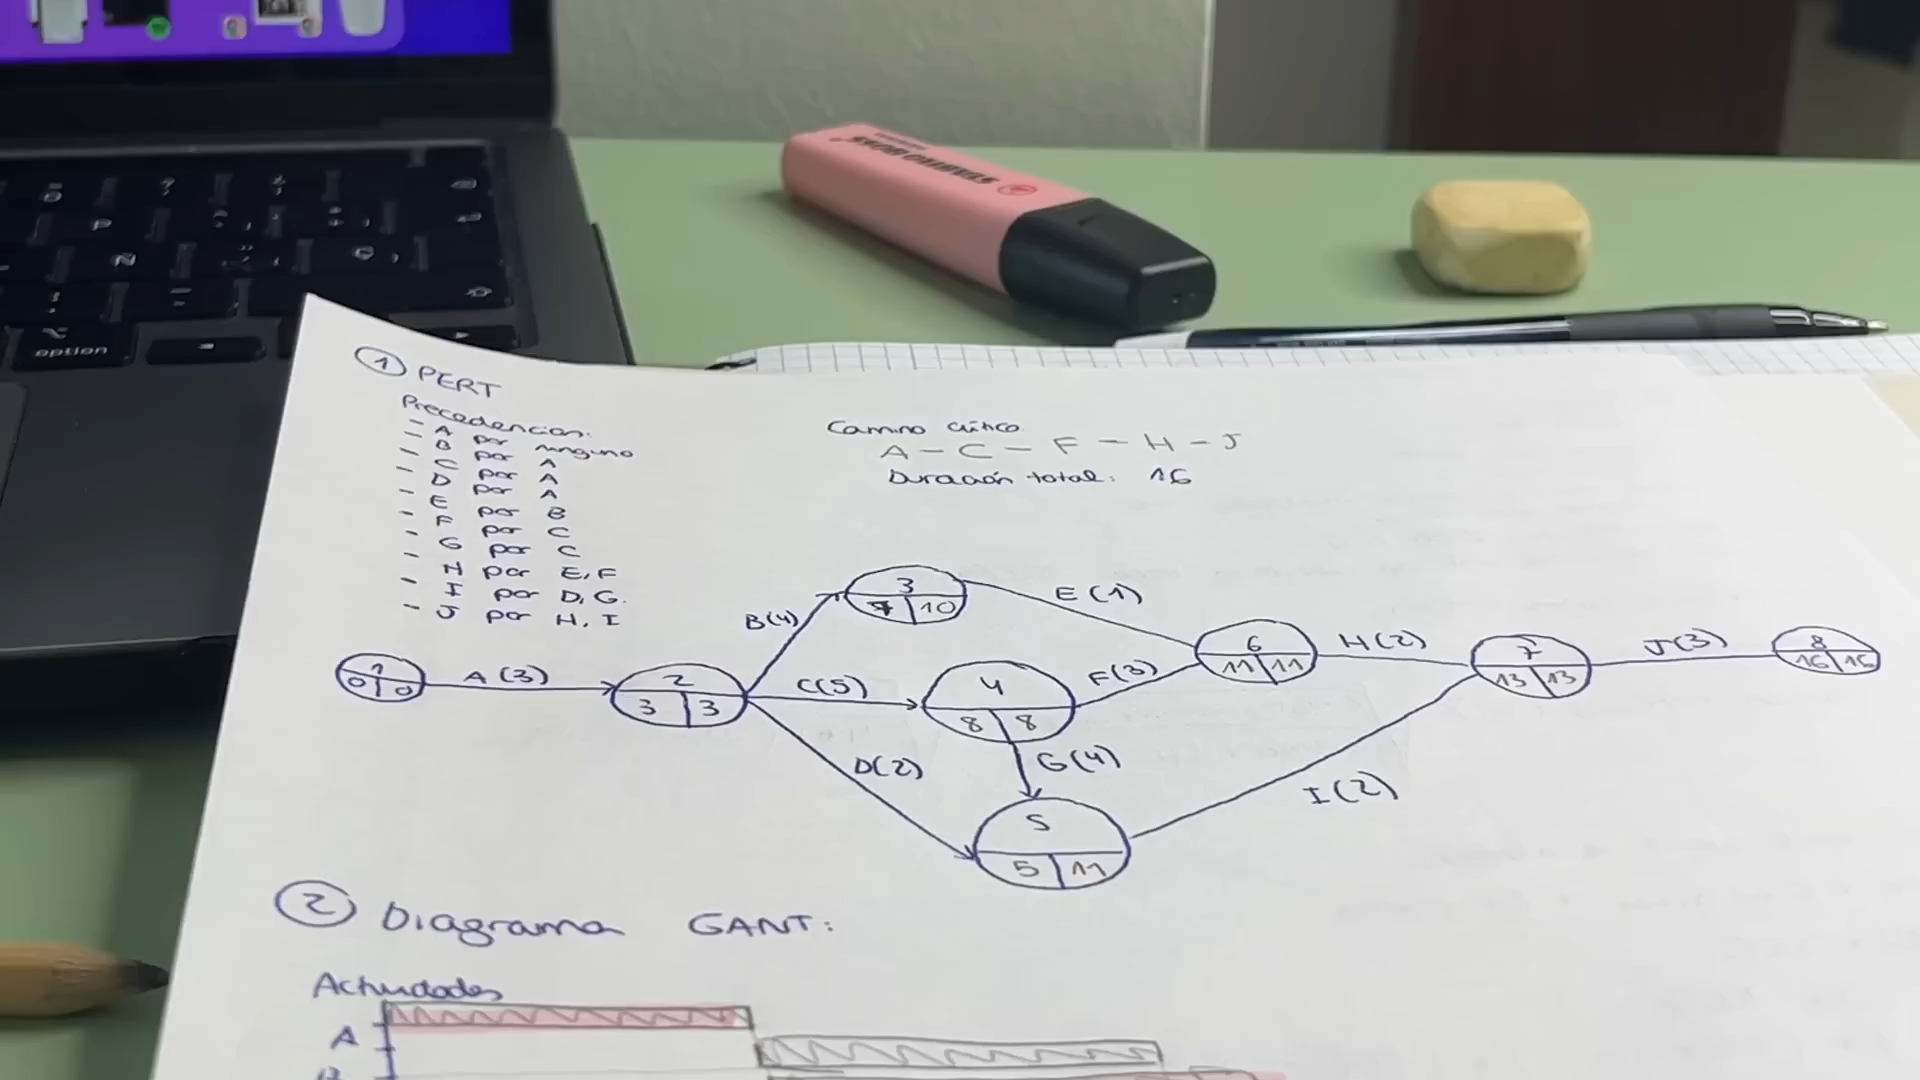 STABILO BOSS
option
1 PERT
Precedencias:
- A por ninguno
- B por A
- C por A
- D por A
- E por B
- F por C
- G por C
- H por E, F
- I por D, G.
- J por H, I
Camino crítico
A - C - F - H - J
Duración total: 16
1
0 0
A (3)
2
3 3
B(4)
3
7 10
E (1)
C(5)
4
8 8
F(3)
6
11 11
H(2)
7
13 13
J(3)
8
16 16
D(2)
G(4)
5
5 11
I(2)
2 Diagrama GANT:
Actividades
A